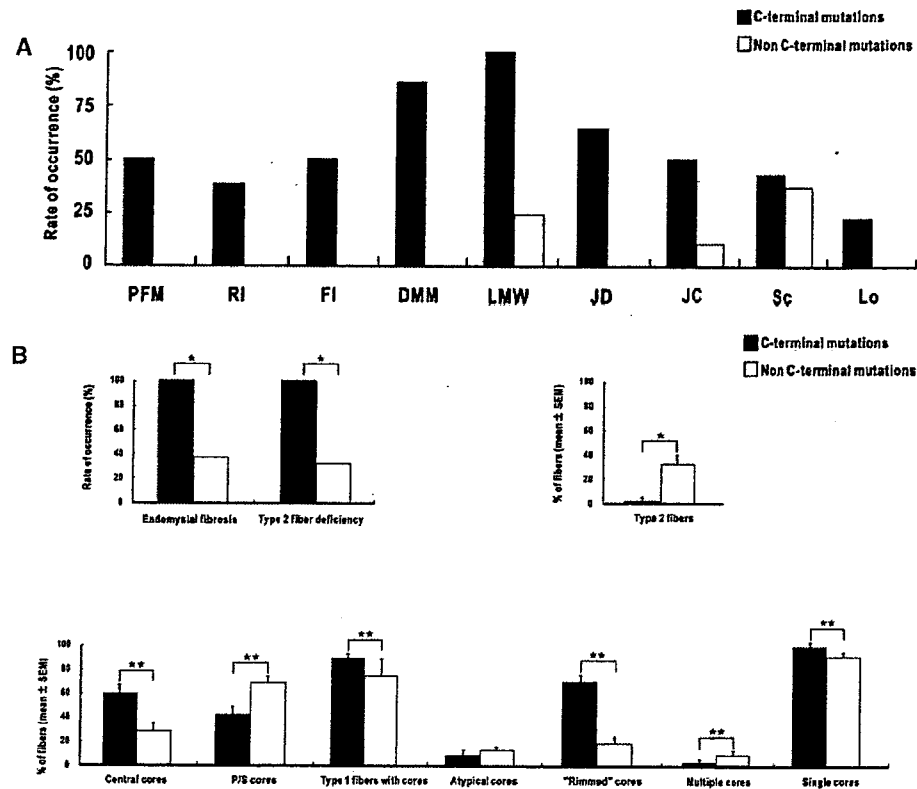 C-terminal mutations
Non C-terminal mutations
A
Rate of occurrence (%)
100
75
50
25
0
PFM RI FI DMM LMW JD JC Sc Lo
B
C-terminal mutations
Non C-terminal mutations
Rate of occurrence (%)
100
80
60
40
20
0
* *
Endomysial fibrosis Type 2 fiber deficiency
% of fibers (mean ± SEM)
100
80
60
40
20
0
*
Type 2 fibers
% of fibers (mean ± SEM)
100
80
60
40
20
0
** ** ** ** ** **
Central cores P/S cores Type 1 fibers with cores Atypical cores "Rimmed" cores Multiple cores Single cores